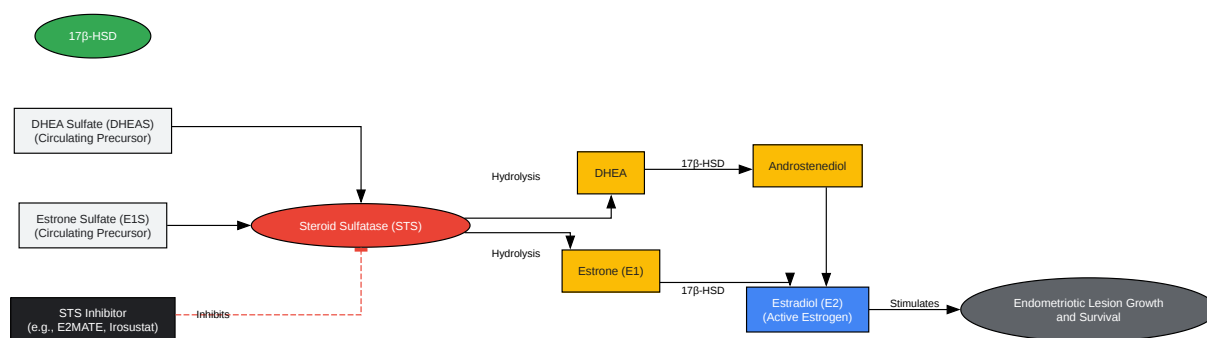 17β-HSD
DHEA Sulfate (DHEAS)
(Circulating Precursor)
Hydrolysis
DHEA
17β-HSD
Androstenediol
Estrone Sulfate (E1S)
(Circulating Precursor)
Steroid Sulfatase (STS)
Hydrolysis
Estrone (E1)
17β-HSD
STS Inhibitor
(e.g., E2MATE, Irosustat)
Inhibits
Estradiol (E2)
(Active Estrogen)
Stimulates
Endometriotic Lesion Growth
and Survival